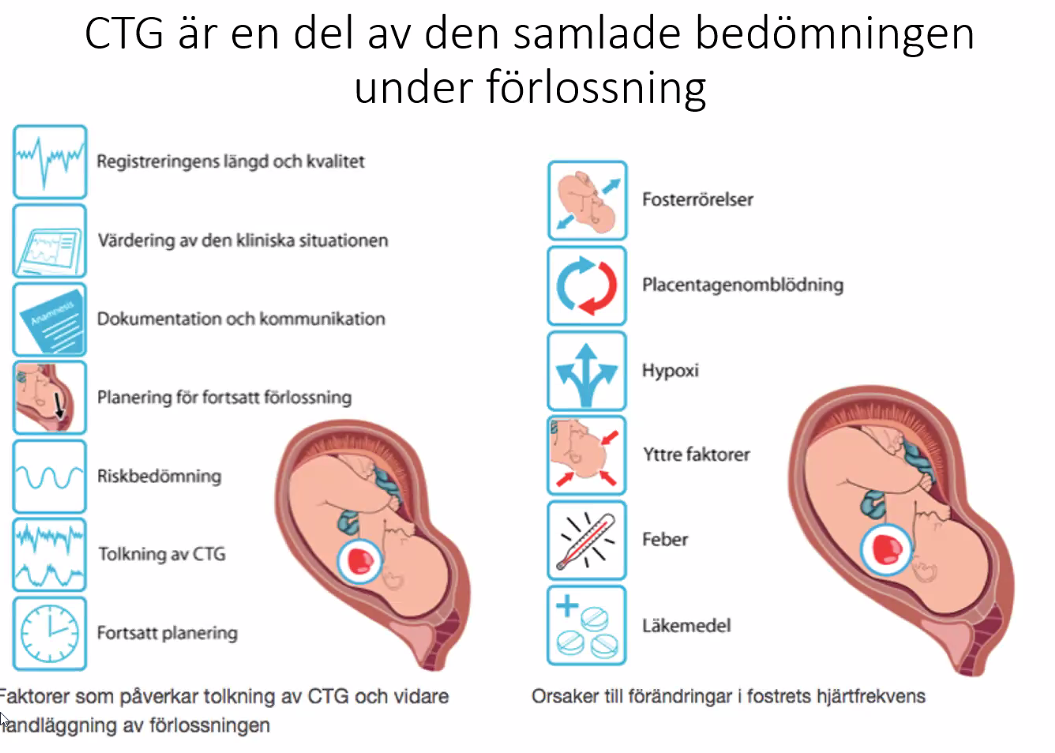 CTG är en del av den samlade bedömningen
under förlossning
Registreringens längd och kvalitet
Värdering av den kliniska situationen
Anamnesis
Dokumentation och kommunikation
Planering för fortsatt förlossning
Riskbedömning
Tolkning av CTG
Fortsatt planering
Faktorer som påverkar tolkning av CTG och vidare
handläggning av förlossningen
Fosterrörelser
Placentagenomblödning
Hypoxi
Yttre faktorer
Feber
Läkemedel
Orsaker till förändringar i fostrets hjärtfrekvens